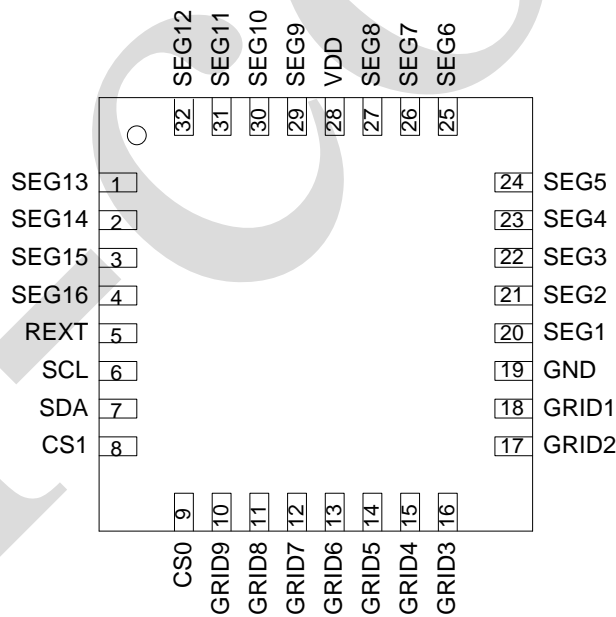 SEG12 SEG11 SEG10 SEG9 VDD SEG8 SEG7 SEG6
32 31 30 29 28 27 26 25
SEG13 1 24 SEG5
SEG14 2 23 SEG4
SEG15 3 22 SEG3
SEG16 4 21 SEG2
REXT 5 20 SEG1
SCL 6 19 GND
SDA 7 18 GRID1
CS1 8 17 GRID2
9 10 11 12 13 14 15 16
CS0 GRID9 GRID8 GRID7 GRID6 GRID5 GRID4 GRID3